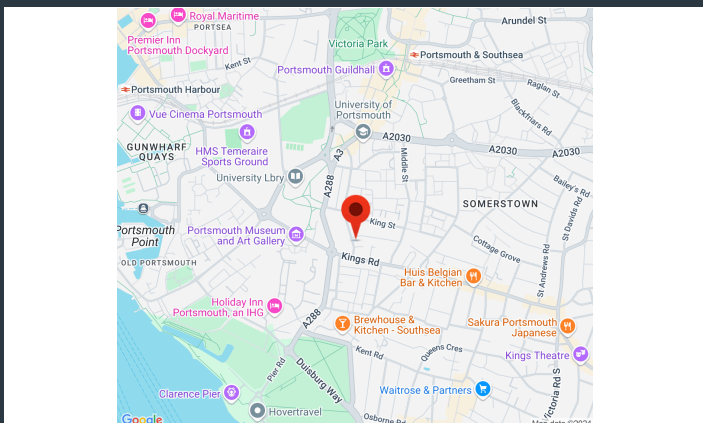 Royal Maritime
PORTSEA
Arundel St
Premier Inn
Portsmouth Dockyard
Victoria Park
Portsmouth & Southsea
Kent St
Portsmouth Guildhall
Greetham St
Raglan St
Portsmouth Harbour
University of
Portsmouth
Blackfriars Rd
Vue Cinema Portsmouth
A2030
A2030
A2030
GUNWHARF
QUAYS
HMS Temeraire
Sports Ground
A3
Middle St
University Lbry
A288
Bailey's Rd
SOMERSTOWN
St Davids Rd
King St
Portsmouth
Point
Portsmouth Museum
and Art Gallery
Cottage Grove
St Andrews Rd
OLD PORTSMOUTH
Kings Rd
Huis Belgian
Bar & Kitchen
Holiday Inn
Portsmouth, an IHG
A288
Brewhouse &
Kitchen - Southsea
Sakura Portsmouth
Japanese
Kent Rd
Queens Cres
Kings Theatre
Pier Rd
Duisburg Way
Clarence Pier
Waitrose & Partners
Victoria Rd S
Hovertravel
Osborne Rd
Google
Map data ©2024